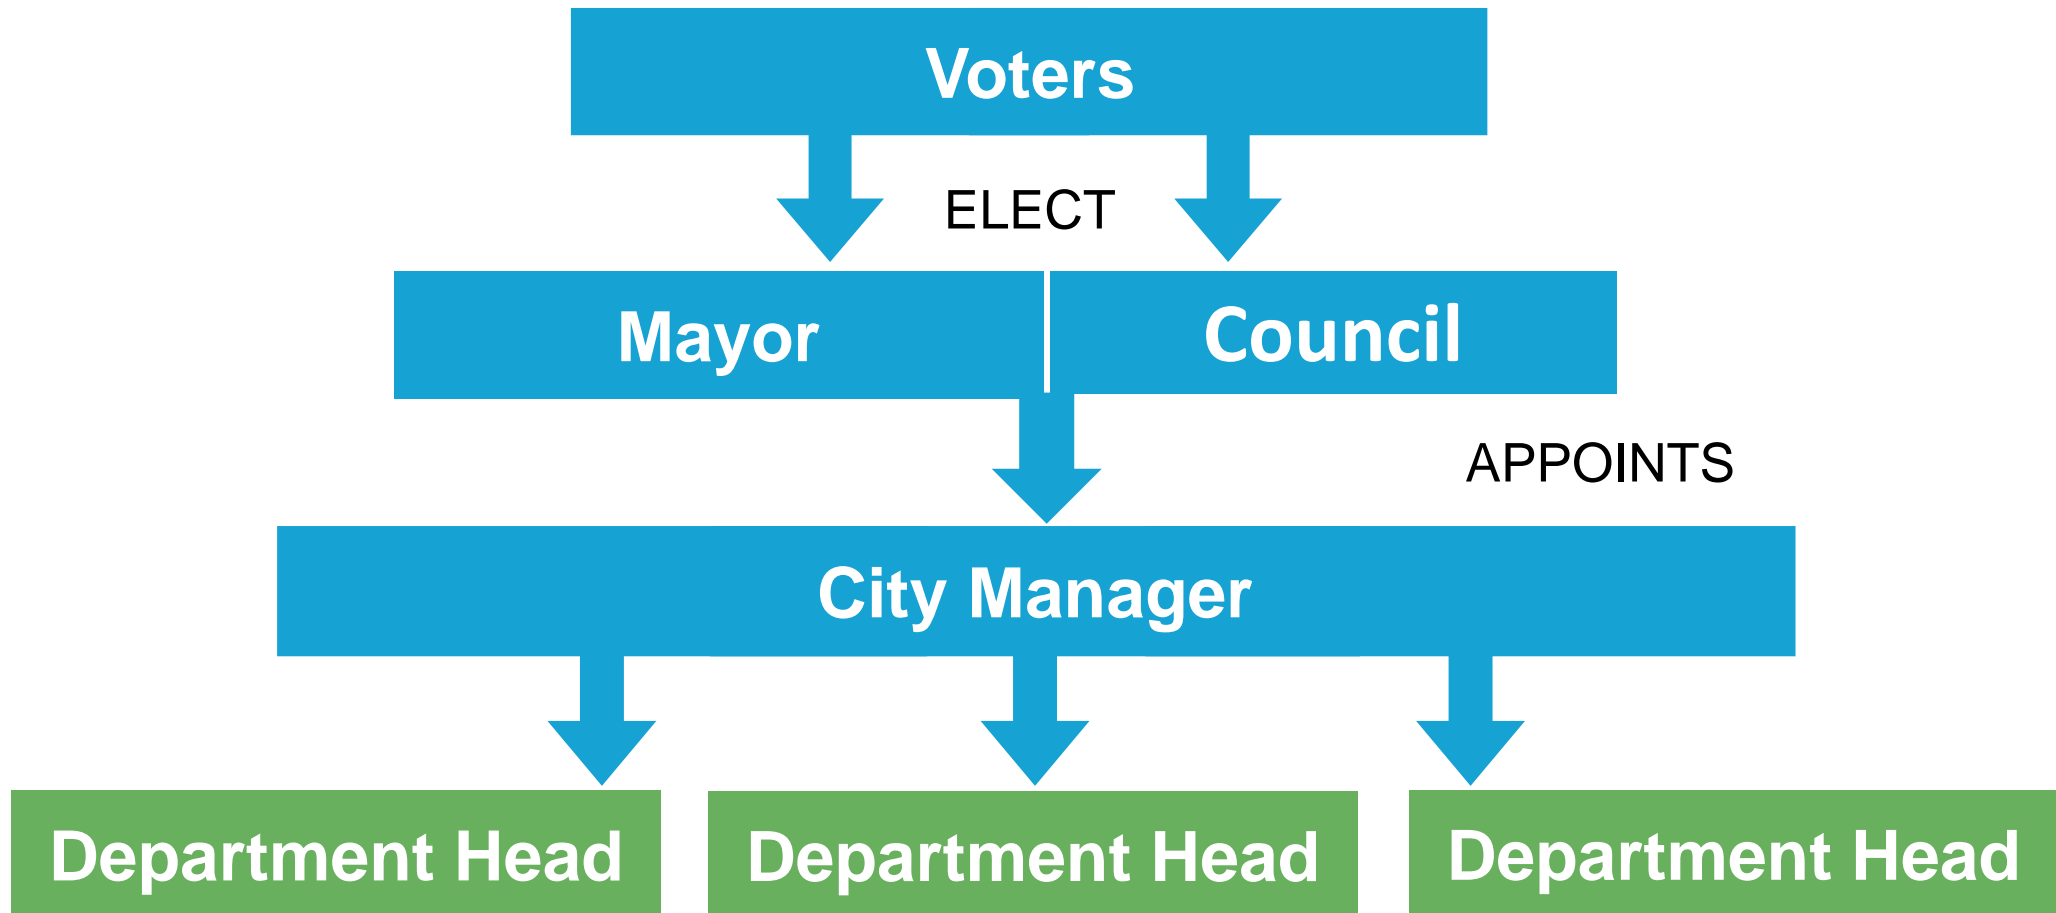 Voters
ELECT
Mayor
Council
APPOINTS
City Manager
Department Head
Department Head
Department Head